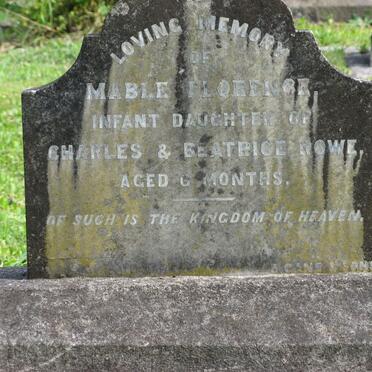 LOVING MEMORY
OF
MABLE FLORENCE,
INFANT DAUGHTER OF
CHARLES & BEATRICE ROWE,
AGED 6 MONTHS.
OF SUCH IS THE KINGDOM OF HEAVEN.